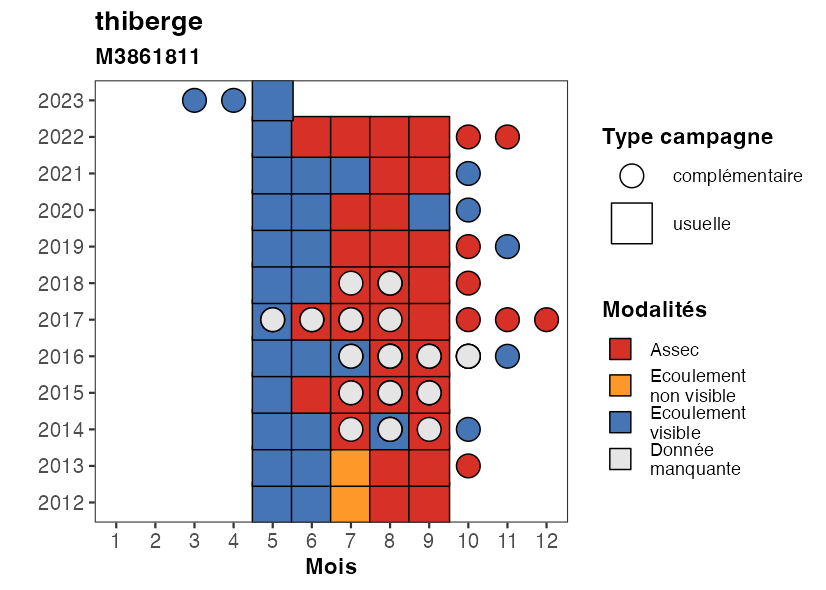 thiberge
M3861811
2023
2022
2021
2020
2019
2018
2017
2016
2015
2014
2013
2012
1 2 3 4 5 6 7 8 9 10 11 12
Mois
Type campagne
complémentaire
usuelle
Modalités
Assec
Ecoulement
non visible
Ecoulement
visible
Donnée
manquante